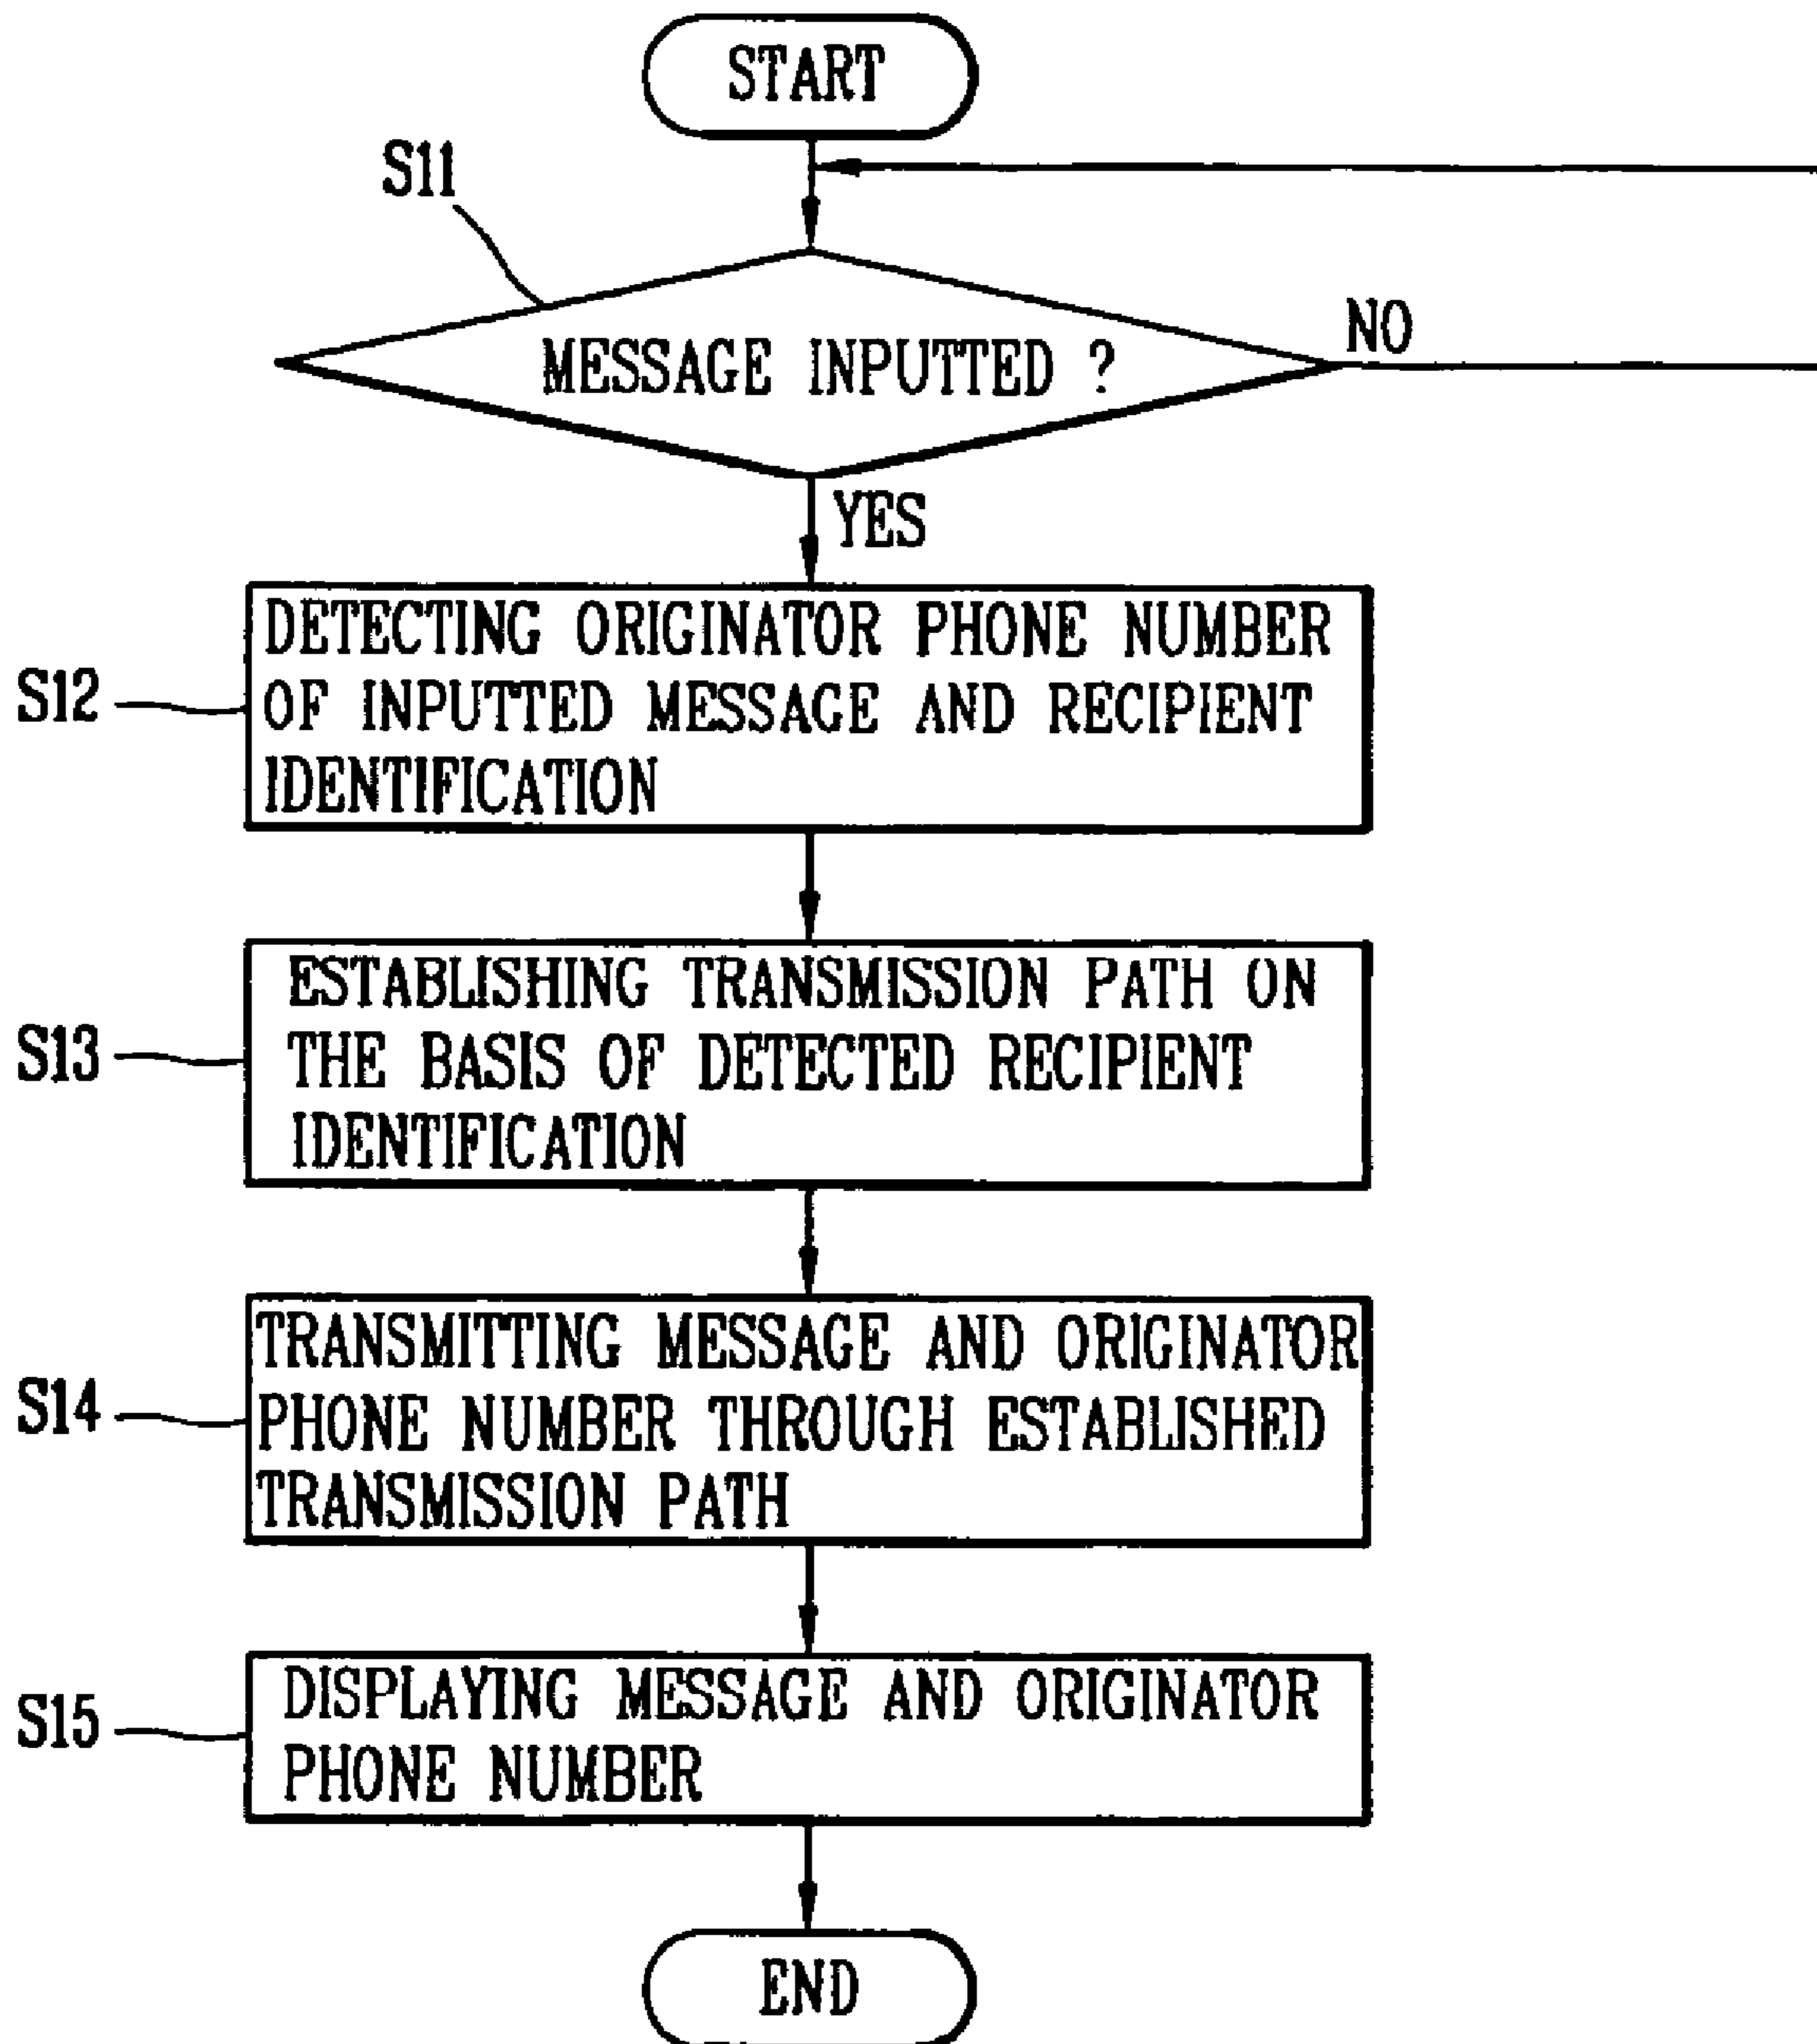 START
S11
MESSAGE INPUTTED ?
NO
YES
S12
DETECTING ORIGINATOR PHONE NUMBER
OF INPUTTED MESSAGE AND RECIPIENT
IDENTIFICATION
S13
ESTABLISHING TRANSMISSION PATH ON
THE BASIS OF DETECTED RECIPIENT
IDENTIFICATION
S14
TRANSMITTING MESSAGE AND ORIGINATOR
PHONE NUMBER THROUGH ESTABLISHED
TRANSMISSION PATH
S15
DISPLAYING MESSAGE AND ORIGINATOR
PHONE NUMBER
END